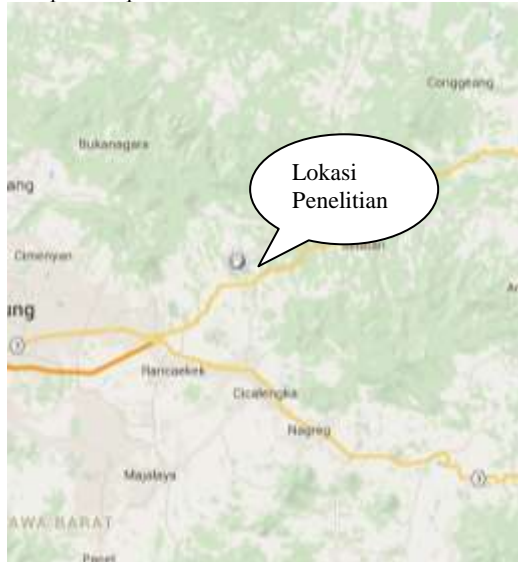 Conggeang
Bukanagara
Lokasi
Penelitian
ang
Cimenyan
ung
Rancaekek
Cicalengka
Nagreg
Majalaya
AWA BARAT